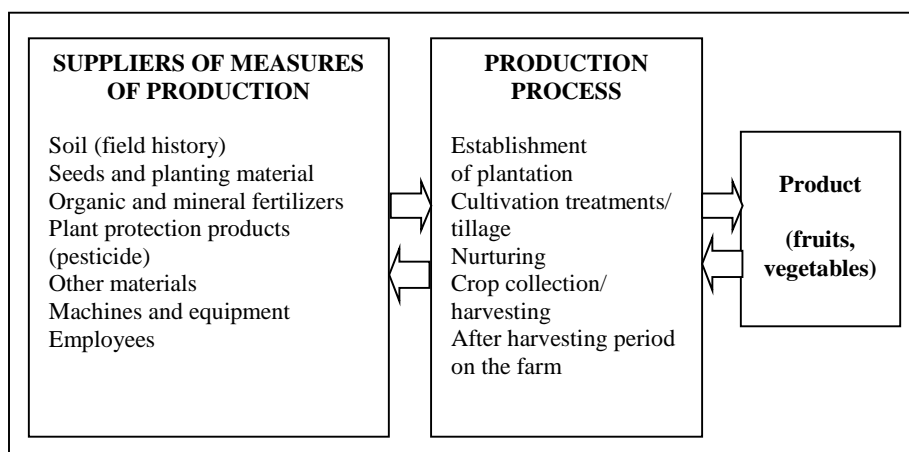 SUPPLIERS OF MEASURES
OF PRODUCTION
Soil (field history)
Seeds and planting material
Organic and mineral fertilizers
Plant protection products
(pesticide)
Other materials
Machines and equipment
Employees
PRODUCTION
PROCESS
Establishment
of plantation
Cultivation treatments/
tillage
Nurturing
Crop collection/
harvesting
After harvesting period
on the farm
Product
(fruits,
vegetables)